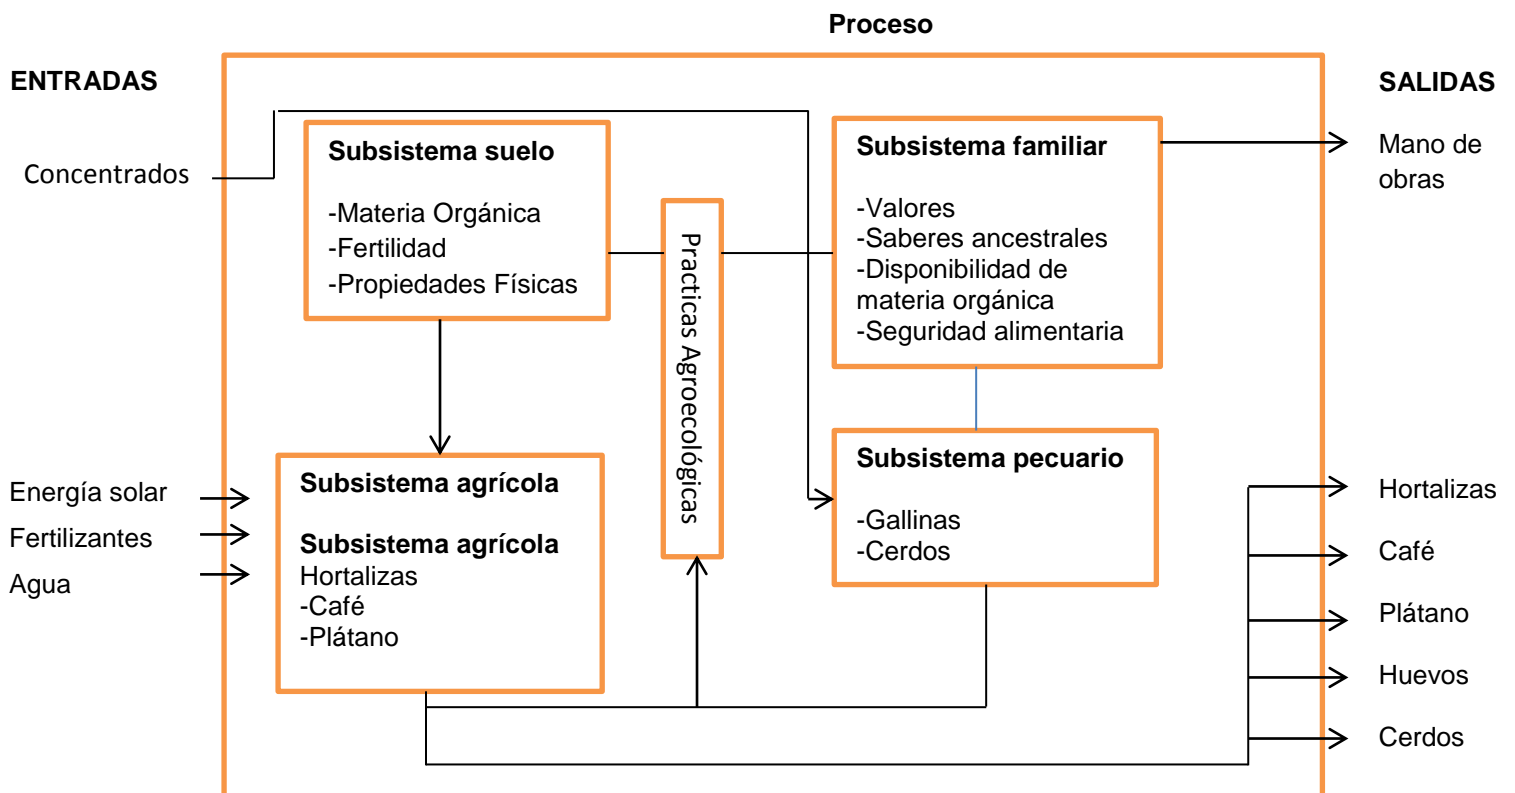 Proceso
ENTRADAS
SALIDAS
Concentrados
Subsistema suelo
-Materia Orgánica
-Fertilidad
-Propiedades Físicas
Practicas Agroecológicas
Subsistema familiar
-Valores
-Saberes ancestrales
-Disponibilidad de
materia orgánica
-Seguridad alimentaria
Mano de
obras
Energía solar
Fertilizantes
Agua
Subsistema agrícola
Subsistema agrícola
Hortalizas
-Café
-Plátano
Subsistema pecuario
-Gallinas
-Cerdos
Hortalizas
Café
Plátano
Huevos
Cerdos